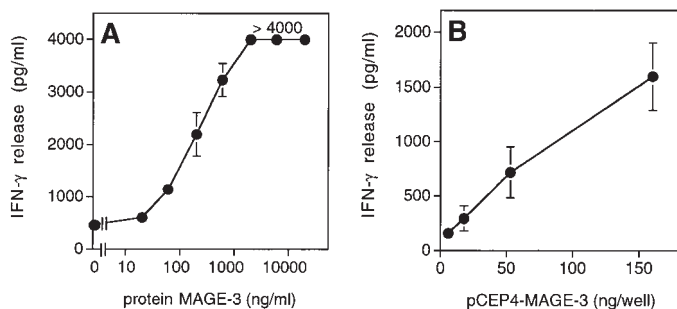 A
> 4000
4000
3000
2000
1000
0
IFN-γ release (pg/ml)
0 10 100 1000 10000
protein MAGE-3 (ng/ml)
B
2000
1500
1000
500
0
IFN-γ release (pg/ml)
0 50 100 150
pCEP4-MAGE-3 (ng/well)